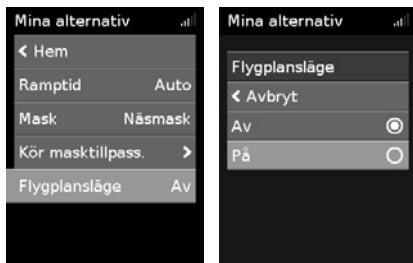 Mina alternativ
< Hem
Ramptid Auto
Mask Näsmask
Kör masktillpass. >
Flygplansläge Av
Mina alternativ
Flygplansläge
< Avbryt
Av
På